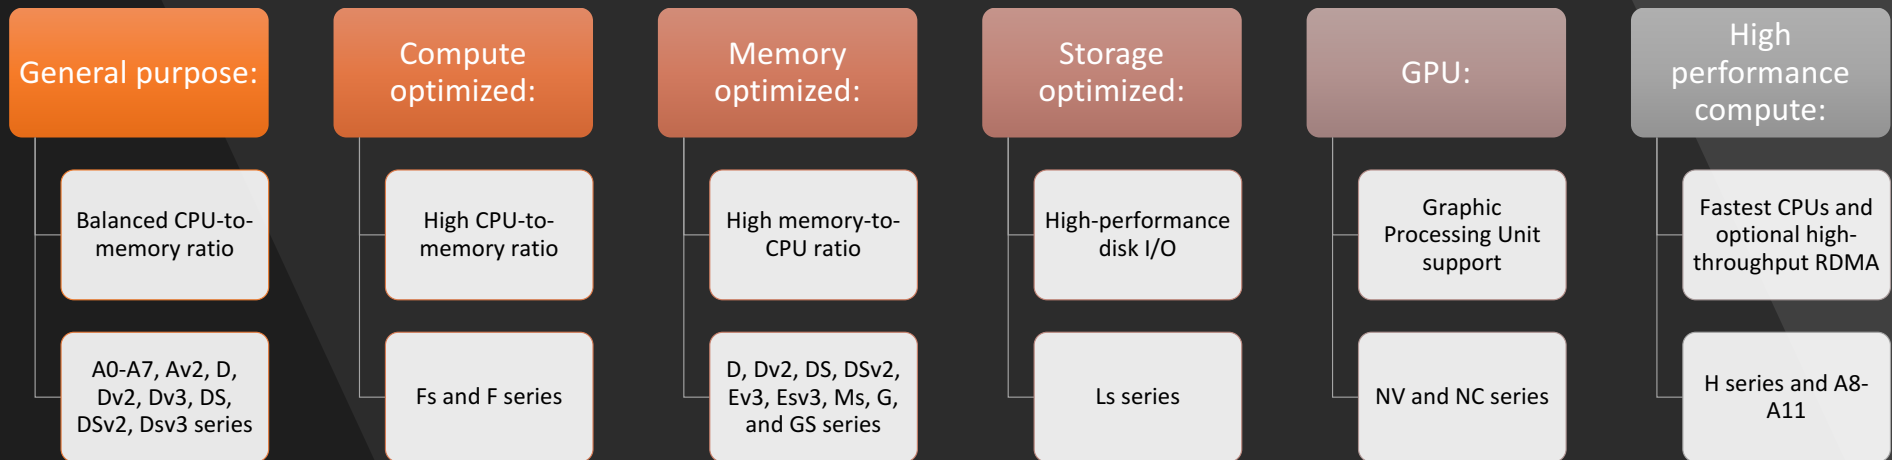 General purpose:
Balanced CPU-to-
memory ratio
A0-A7, Av2, D,
Dv2, Dv3, DS,
DSv2, Dsv3 series
Compute
optimized:
High CPU-to-
memory ratio
Fs and F series
Memory
optimized:
High memory-to-
CPU ratio
D, Dv2, DS, DSv2,
Ev3, Esv3, Ms, G,
and GS series
Storage
optimized:
High-performance
disk I/O
Ls series
GPU:
Graphic
Processing Unit
support
NV and NC series
High
performance
compute:
Fastest CPUs and
optional high-
throughput RDMA
H series and A8-
A11